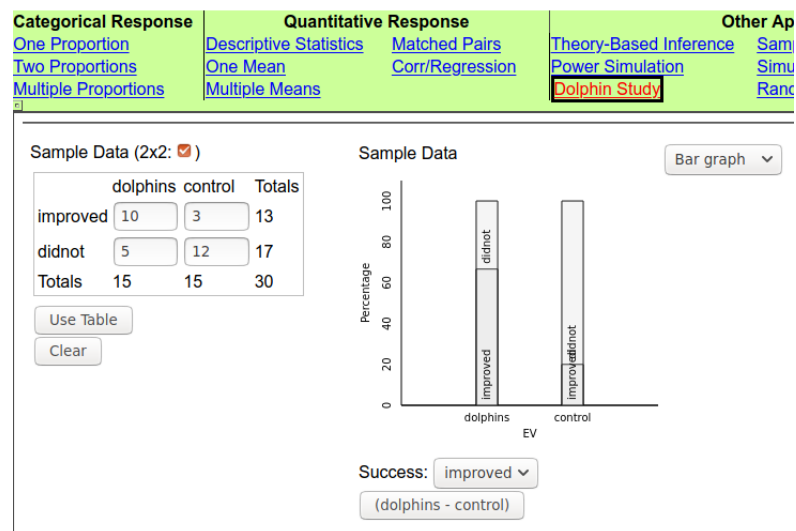 Categorical Response Quantitative Response Other Ap
One Proportion Descriptive Statistics Matched Pairs Theory-Based Inference Sam
Two Proportions One Mean Corr/Regression Power Simulation Simu
Multiple Proportions Multiple Means Dolphin Study Rand
Sample Data (2x2: )
dolphins control Totals
improved 10 3 13
didnot 5 12 17
Totals 15 15 30
Use Table
Clear
Sample Data
Bar graph
Percentage
100
80
60
40
20
0
didnot
improved
didnot
improved
dolphins control
EV
Success: improved
(dolphins - control)